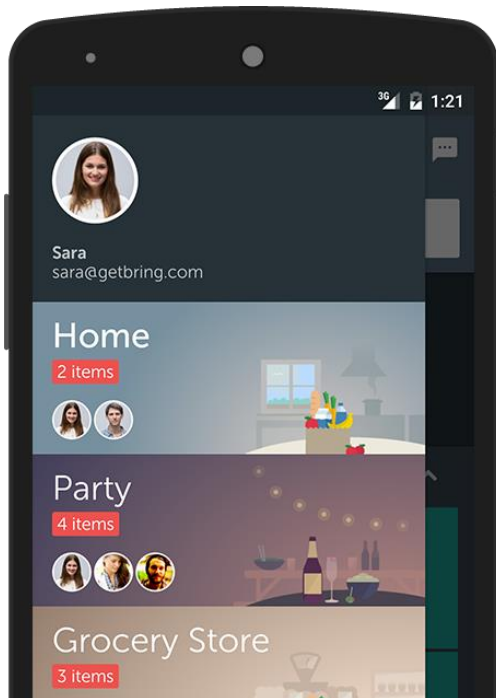 3G 1:21
Sara
sara@getbring.com
Home
2 items
Party
4 items
Grocery Store
3 items